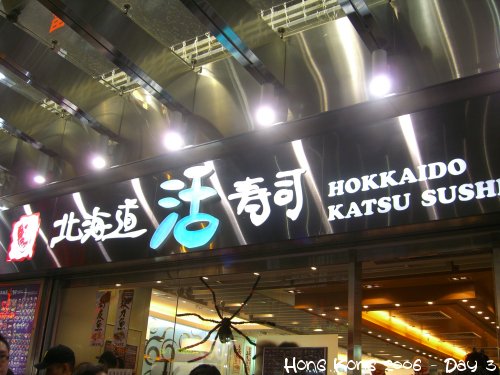 北海道活寿司
HOKKAIDO
KATSU SUSHI
Hong Kong 2006 - Day 3